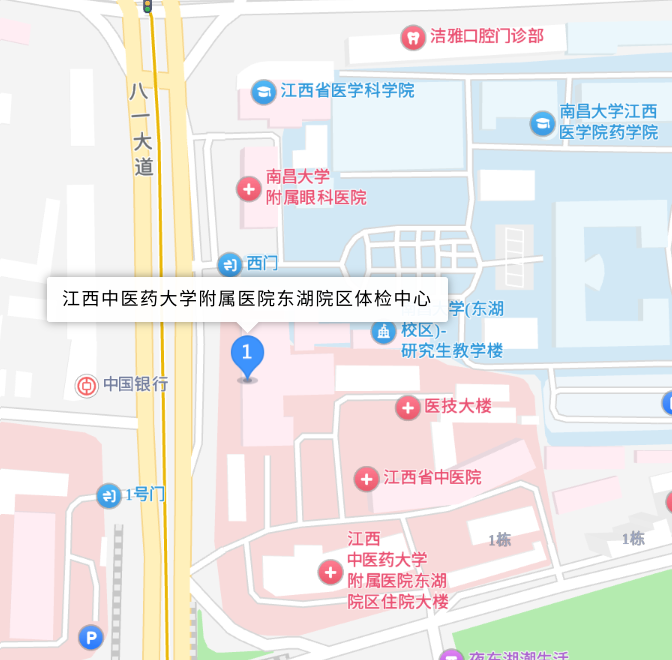 洁雅口腔门诊部
江西省医学科学院
南昌大学江西
医学院药学院
八一大道
南昌大学
附属眼科医院
西门
江西中医药大学附属医院东湖院区体检中心
大学(东湖
校区)-
研究生教学楼
1
中国银行
医技大楼
江西省中医院
1号门
1栋
1栋
江西
中医药大学
附属医院东湖
院区住院大楼
P